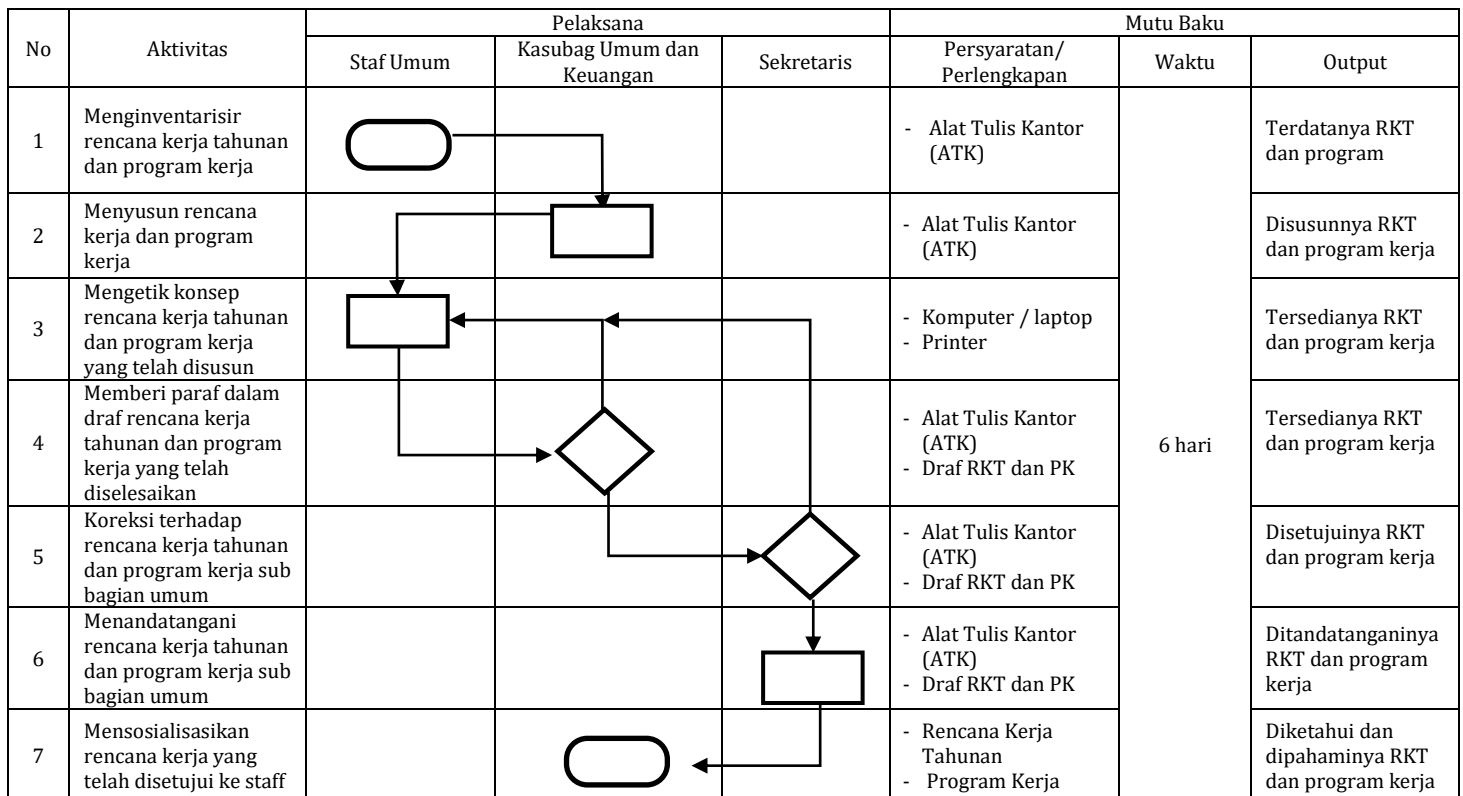 No
Aktivitas
Pelaksana
Mutu Baku
Staf Umum
Kasubag Umum dan
Keuangan
Sekretaris
Persyaratan/
Perlengkapan
Waktu
Output
1
Menginventarisir
rencana kerja tahunan
dan program kerja
- Alat Tulis Kantor
(ATK)
6 hari
Terdatanya RKT
dan program
2
Menyusun rencana
kerja dan program
kerja
- Alat Tulis Kantor
(ATK)
Disusunnya RKT
dan program kerja
3
Mengetik konsep
rencana kerja tahunan
dan program kerja
yang telah disusun
- Komputer / laptop
- Printer
Tersedianya RKT
dan program kerja
4
Memberi paraf dalam
draf rencana kerja
tahunan dan program
kerja yang telah
diselesaikan
- Alat Tulis Kantor
(ATK)
- Draf RKT dan PK
Tersedianya RKT
dan program kerja
5
Koreksi terhadap
rencana kerja tahunan
dan program kerja sub
bagian umum
- Alat Tulis Kantor
(ATK)
- Draf RKT dan PK
Disetujuinya RKT
dan program kerja
6
Menandatangani
rencana kerja tahunan
dan program kerja sub
bagian umum
- Alat Tulis Kantor
(ATK)
- Draf RKT dan PK
Ditandatanganinya
RKT dan program
kerja
7
Mensosialisasikan
rencana kerja yang
telah disetujui ke staff
- Rencana Kerja
Tahunan
- Program Kerja
Diketahui dan
dipahaminya RKT
dan program kerja